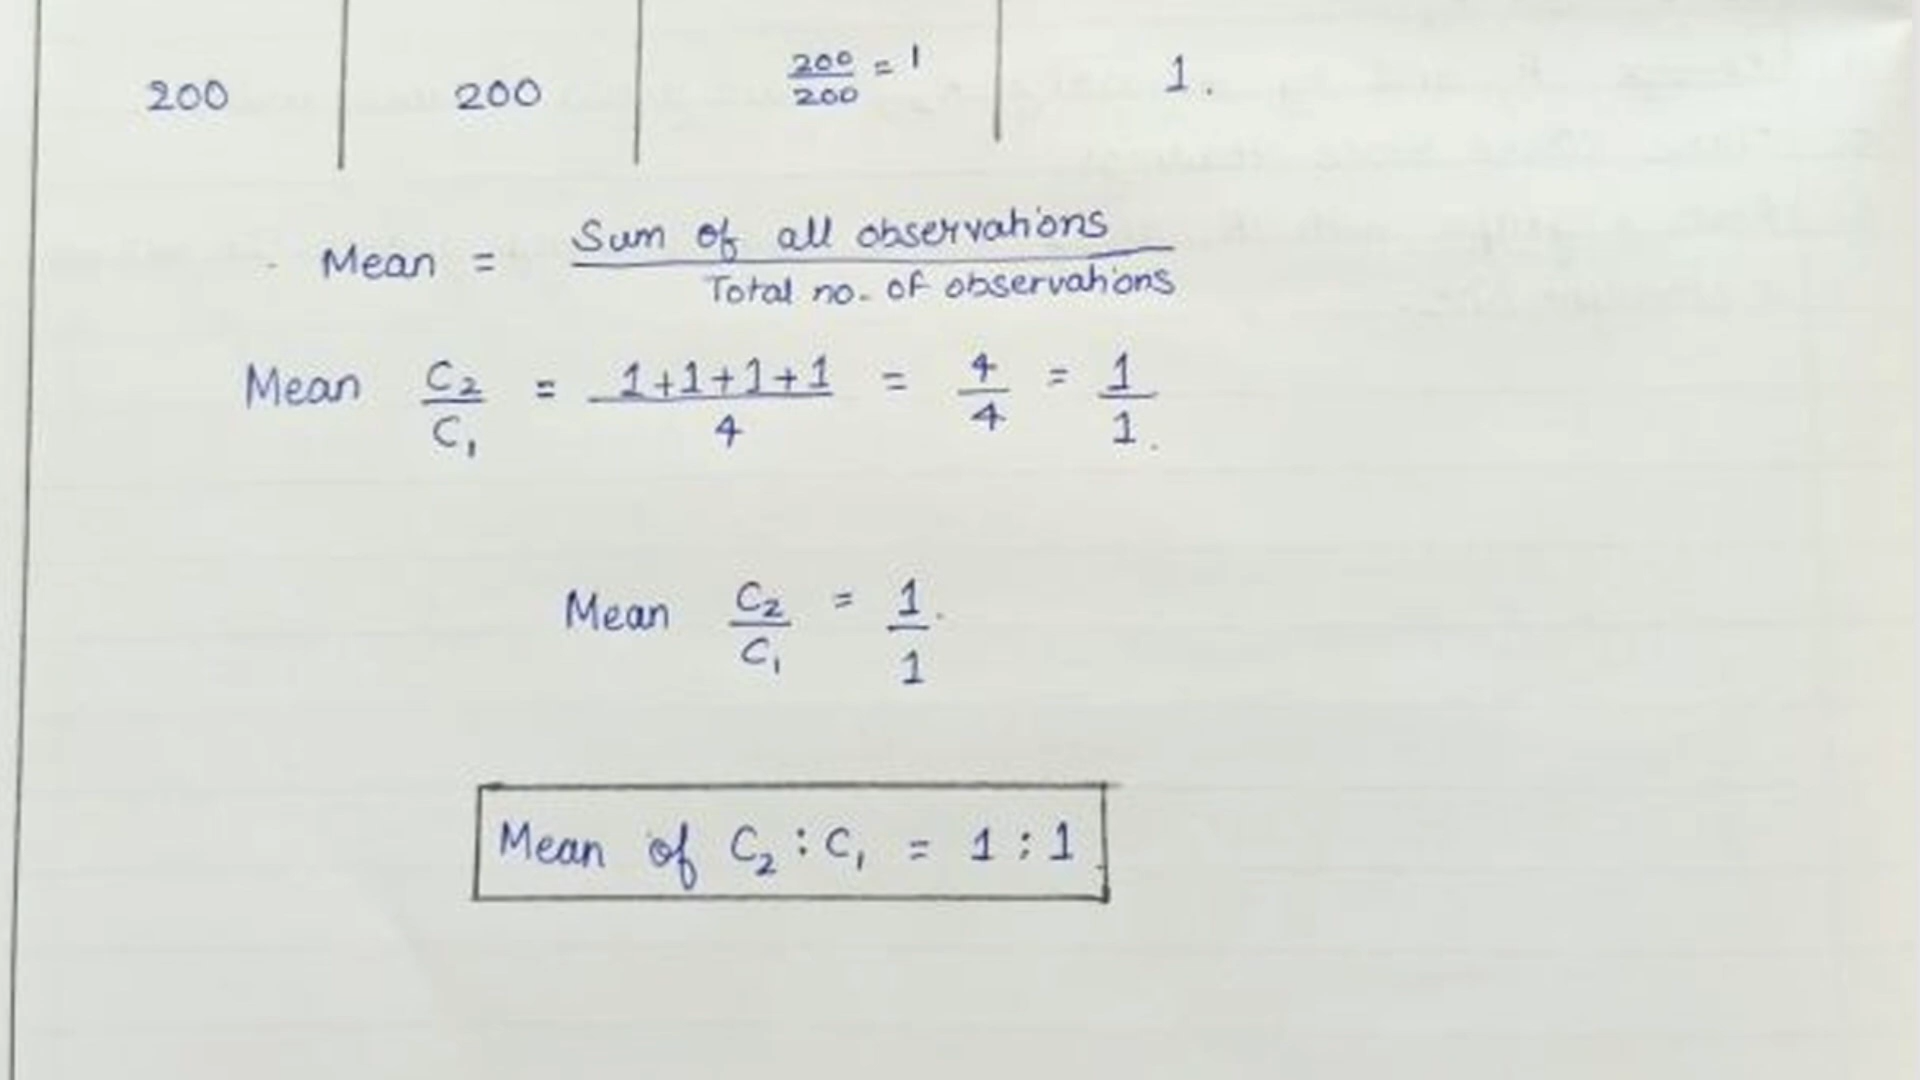 200 200 200/200 = 1 1.
Mean = Sum of all observations / Total no. of observations
Mean C₂/C₁ = 1+1+1+1 / 4 = 4/4 = 1/1.
Mean C₂/C₁ = 1/1
Mean of C₂ : C₁ = 1 : 1